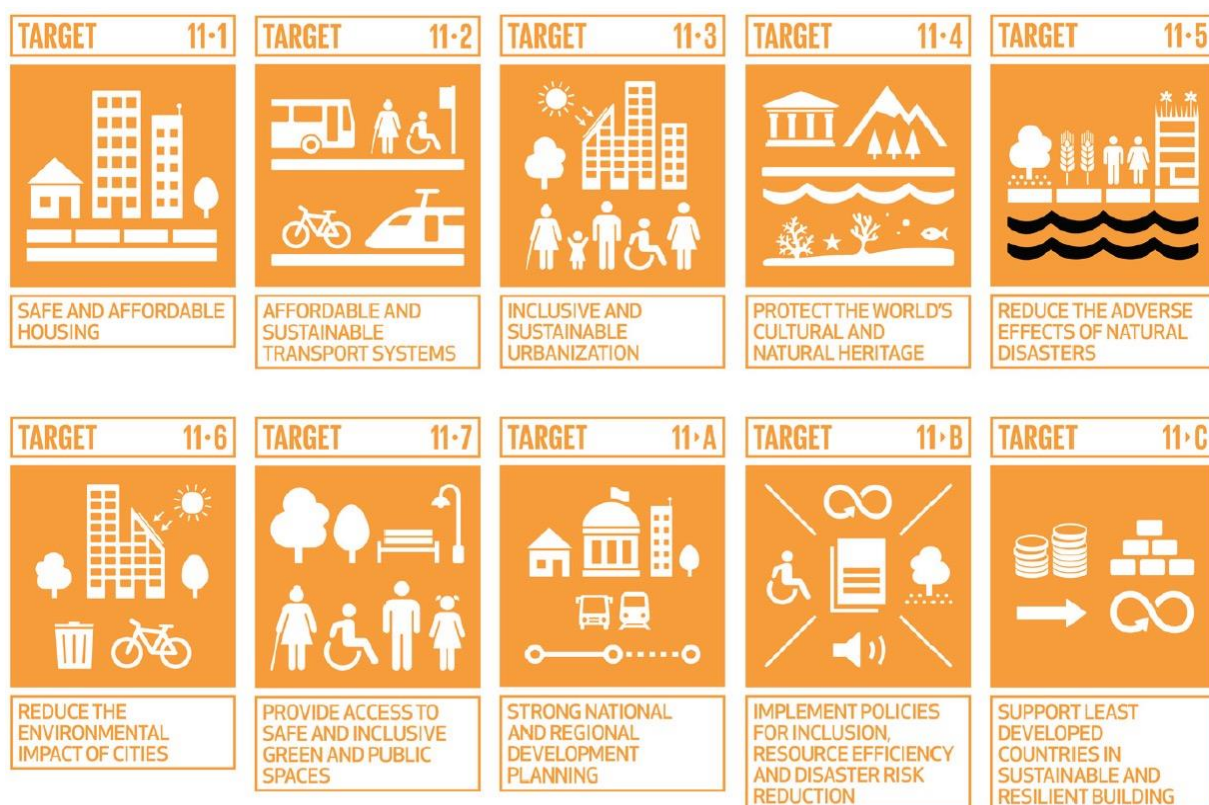 TARGET 11·1
SAFE AND AFFORDABLE
HOUSING
TARGET 11·2
AFFORDABLE AND
SUSTAINABLE
TRANSPORT SYSTEMS
TARGET 11·3
INCLUSIVE AND
SUSTAINABLE
URBANIZATION
TARGET 11·4
PROTECT THE WORLD'S
CULTURAL AND
NATURAL HERITAGE
TARGET 11·5
REDUCE THE ADVERSE
EFFECTS OF NATURAL
DISASTERS
TARGET 11·6
REDUCE THE
ENVIRONMENTAL
IMPACT OF CITIES
TARGET 11·7
PROVIDE ACCESS TO
SAFE AND INCLUSIVE
GREEN AND PUBLIC
SPACES
TARGET 11‣A
STRONG NATIONAL
AND REGIONAL
DEVELOPMENT
PLANNING
TARGET 11‣B
IMPLEMENT POLICIES
FOR INCLUSION,
RESOURCE EFFICIENCY
AND DISASTER RISK
REDUCTION
TARGET 11‣C
SUPPORT LEAST
DEVELOPED
COUNTRIES IN
SUSTAINABLE AND
RESILIENT BUILDING